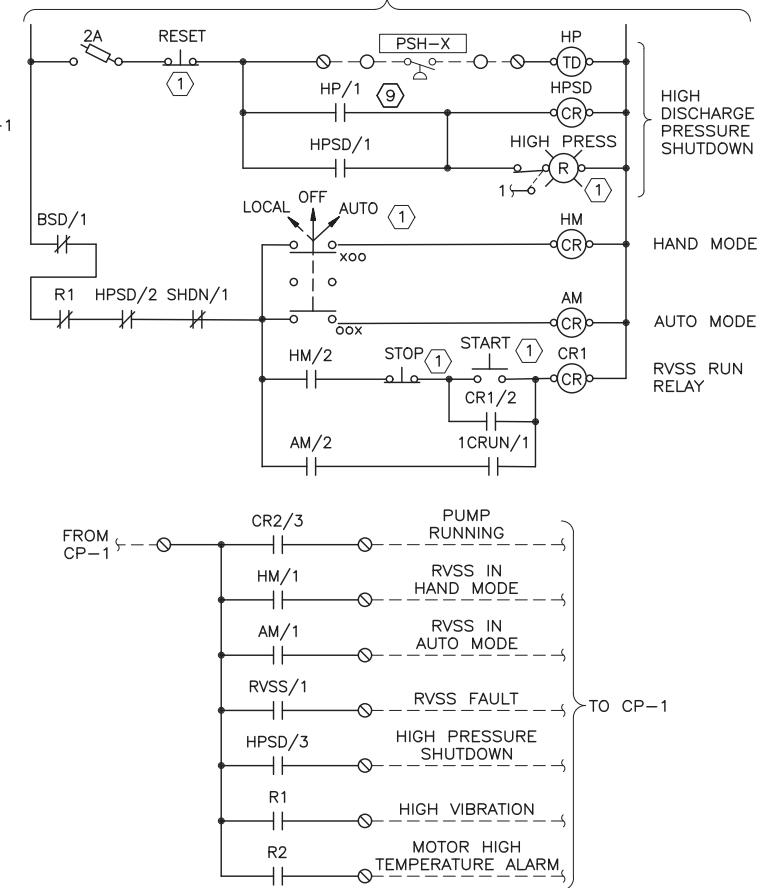 2A
RESET
PSH-X
HP
1
TD
HP/1
9
HPSD
CR
HIGH
DISCHARGE
PRESSURE
SHUTDOWN
-1
HPSD/1
HIGH PRESS
R
1
1
LOCAL
OFF
AUTO
1
BSD/1
XOO
HM
CR
HAND MODE
R1
HPSD/2
SHDN/1
OOX
AM
CR
AUTO MODE
HM/2
STOP
1
START
1
CR1
CR
RVSS RUN
RELAY
CR1/2
AM/2
1CRUN/1
FROM
CP-1
CR2/3
PUMP
RUNNING
HM/1
RVSS IN
HAND MODE
AM/1
RVSS IN
AUTO MODE
RVSS/1
RVSS FAULT
TO CP-1
HPSD/3
HIGH PRESSURE
SHUTDOWN
R1
HIGH VIBRATION
R2
MOTOR HIGH
TEMPERATURE ALARM